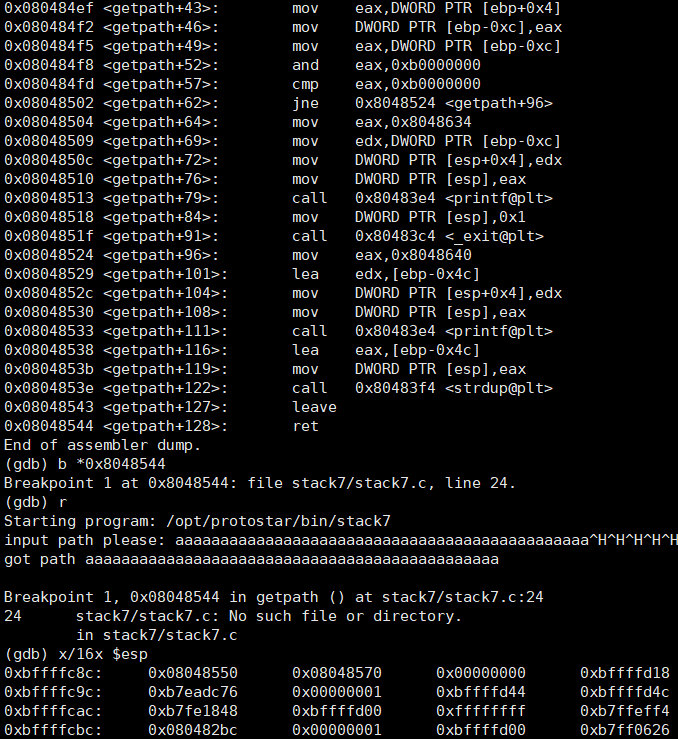 0x080484ef <getpath+43>: mov eax,DWORD PTR [ebp+0x4]
0x080484f2 <getpath+46>: mov DWORD PTR [ebp-0xc],eax
0x080484f5 <getpath+49>: mov eax,DWORD PTR [ebp-0xc]
0x080484f8 <getpath+52>: and eax,0xb0000000
0x080484fd <getpath+57>: cmp eax,0xb0000000
0x08048502 <getpath+62>: jne 0x8048524 <getpath+96>
0x08048504 <getpath+64>: mov eax,0x8048634
0x08048509 <getpath+69>: mov edx,DWORD PTR [ebp-0xc]
0x0804850c <getpath+72>: mov DWORD PTR [esp+0x4],edx
0x08048510 <getpath+76>: mov DWORD PTR [esp],eax
0x08048513 <getpath+79>: call 0x80483e4 <printf@plt>
0x08048518 <getpath+84>: mov DWORD PTR [esp],0x1
0x0804851f <getpath+91>: call 0x80483c4 <_exit@plt>
0x08048524 <getpath+96>: mov eax,0x8048640
0x08048529 <getpath+101>: lea edx,[ebp-0x4c]
0x0804852c <getpath+104>: mov DWORD PTR [esp+0x4],edx
0x08048530 <getpath+108>: mov DWORD PTR [esp],eax
0x08048533 <getpath+111>: call 0x80483e4 <printf@plt>
0x08048538 <getpath+116>: lea eax,[ebp-0x4c]
0x0804853b <getpath+119>: mov DWORD PTR [esp],eax
0x0804853e <getpath+122>: call 0x80483f4 <strdup@plt>
0x08048543 <getpath+127>: leave
0x08048544 <getpath+128>: ret
End of assembler dump.
(gdb) b *0x8048544
Breakpoint 1 at 0x8048544: file stack7/stack7.c, line 24.
(gdb) r
Starting program: /opt/protostar/bin/stack7
input path please: aaaaaaaaaaaaaaaaaaaaaaaaaaaaaaaaaaaaaaaaaaaaaa^H^H^H^H^H
got path aaaaaaaaaaaaaaaaaaaaaaaaaaaaaaaaaaaaaaaaaaaaaa
Breakpoint 1, 0x08048544 in getpath () at stack7/stack7.c:24
24 stack7/stack7.c: No such file or directory.
in stack7/stack7.c
(gdb) x/16x $esp
0xbffffc8c: 0x08048550 0x08048570 0x00000000 0xbffffd18
0xbffffc9c: 0xb7eadc76 0x00000001 0xbffffd44 0xbffffd4c
0xbffffcac: 0xb7fe1848 0xbffffd00 0xffffffff 0xb7ffeff4
0xbffffcbc: 0x080482bc 0x00000001 0xbffffd00 0xb7ff0626